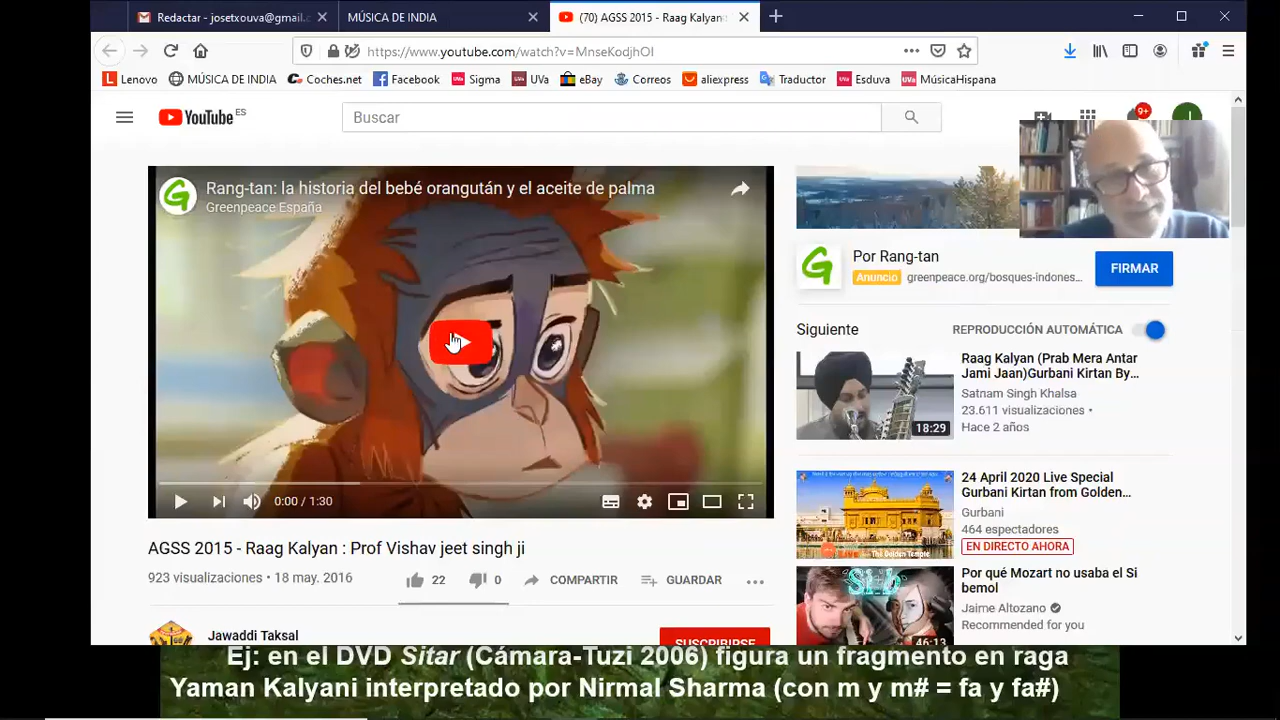 Redactar - josetxouva@gmail.c
MÚSICA DE INDIA
(70) AGSS 2015 - Raag Kalyan
https://www.youtube.com/watch?v=MnseKodjhOI
Lenovo
MÚSICA DE INDIA
Coches.net
Facebook
Sigma
UVa
eBay
Correos
aliexpress
Traductor
Esduva
MúsicaHispana
YouTube ES
Buscar
9+
Rang-tan: la historia del bebé orangután y el aceite de palma
Greenpeace España
0:00 / 1:30
AGSS 2015 - Raag Kalyan : Prof Vishav jeet singh ji
923 visualizaciones • 18 may. 2016
22
0
COMPARTIR
GUARDAR
Jawaddi Taksal
SUSCRIBIRSE
Por Rang-tan
Anuncio greenpeace.org/bosques-indones...
FIRMAR
Siguiente
REPRODUCCIÓN AUTOMÁTICA
18:29
Raag Kalyan (Prab Mera Antar
Jami Jaan)Gurbani Kirtan By...
Satnam Singh Khalsa
23.611 visualizaciones •
Hace 2 años
24 April 2020 Live Special
Gurbani Kirtan from Golden...
Gurbani
464 espectadores
EN DIRECTO AHORA
Si b
46:13
Por qué Mozart no usaba el Si
bemol
Jaime Altozano
Recommended for you
Ej: en el DVD Sitar (Cámara-Tuzi 2006) figura un fragmento en raga
Yaman Kalyani interpretado por Nirmal Sharma (con m y m# = fa y fa#)